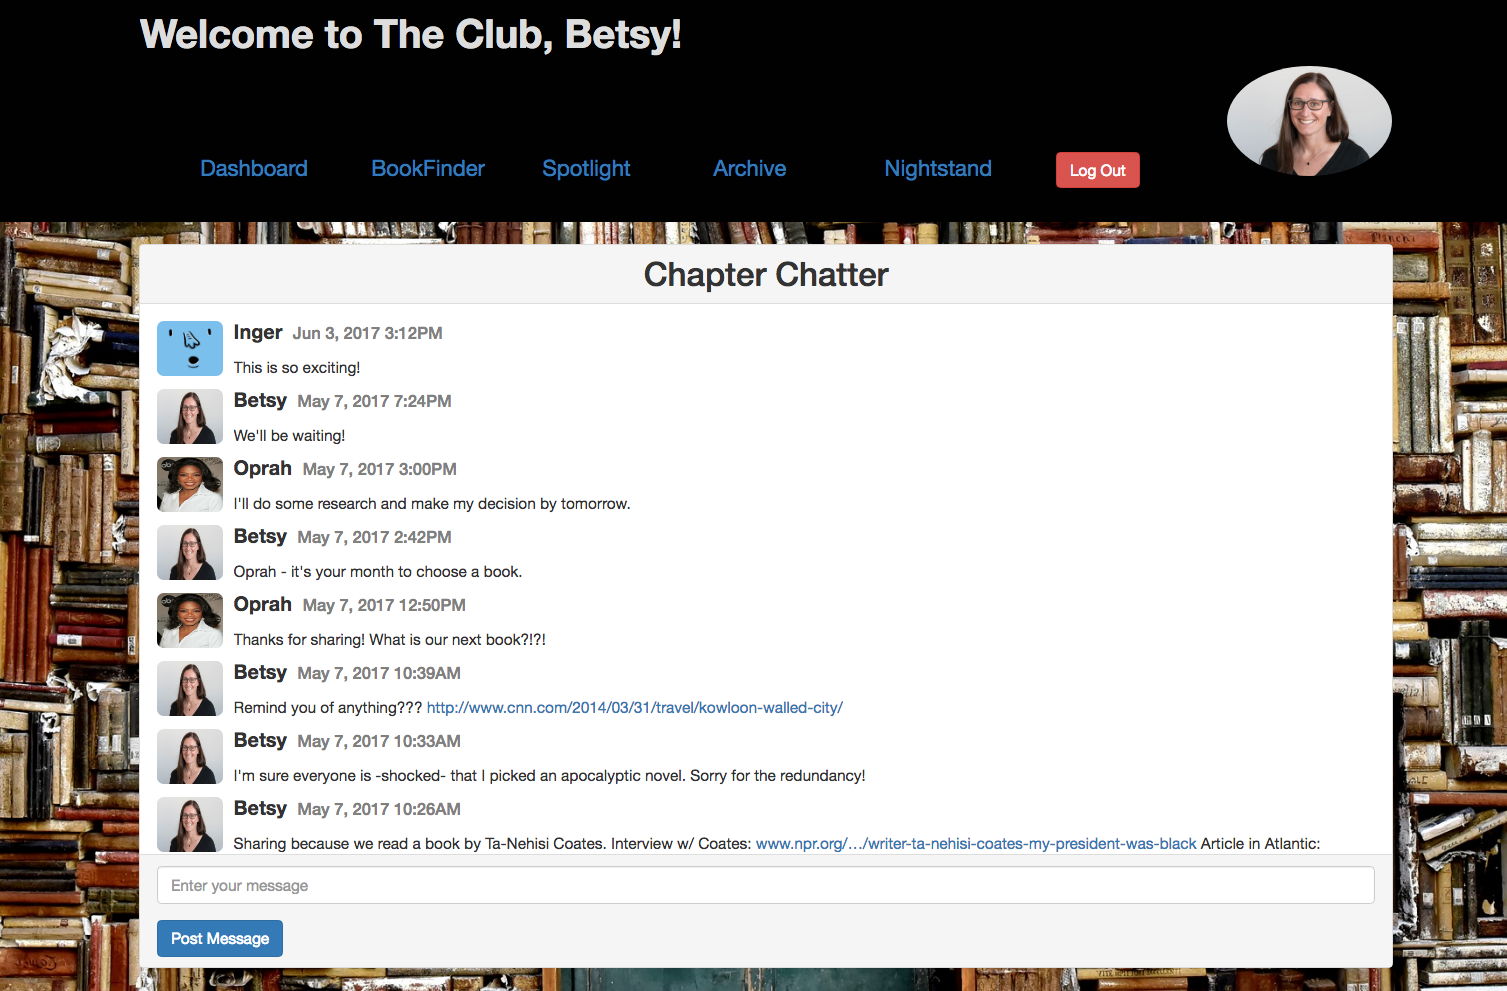 Welcome to The Club, Betsy!
Dashboard BookFinder Spotlight Archive Nightstand Log Out
Chapter Chatter
Inger Jun 3, 2017 3:12PM
This is so exciting!
Betsy May 7, 2017 7:24PM
We'll be waiting!
Oprah May 7, 2017 3:00PM
I'll do some research and make my decision by tomorrow.
Betsy May 7, 2017 2:42PM
Oprah - it's your month to choose a book.
Oprah May 7, 2017 12:50PM
Thanks for sharing! What is our next book?!?!
Betsy May 7, 2017 10:39AM
Remind you of anything??? http://www.cnn.com/2014/03/31/travel/kowloon-walled-city/
Betsy May 7, 2017 10:33AM
I'm sure everyone is -shocked- that I picked an apocalyptic novel. Sorry for the redundancy!
Betsy May 7, 2017 10:26AM
Sharing because we read a book by Ta-Nehisi Coates. Interview w/ Coates: www.npr.org/…/writer-ta-nehisi-coates-my-president-was-black Article in Atlantic:
Enter your message
Post Message